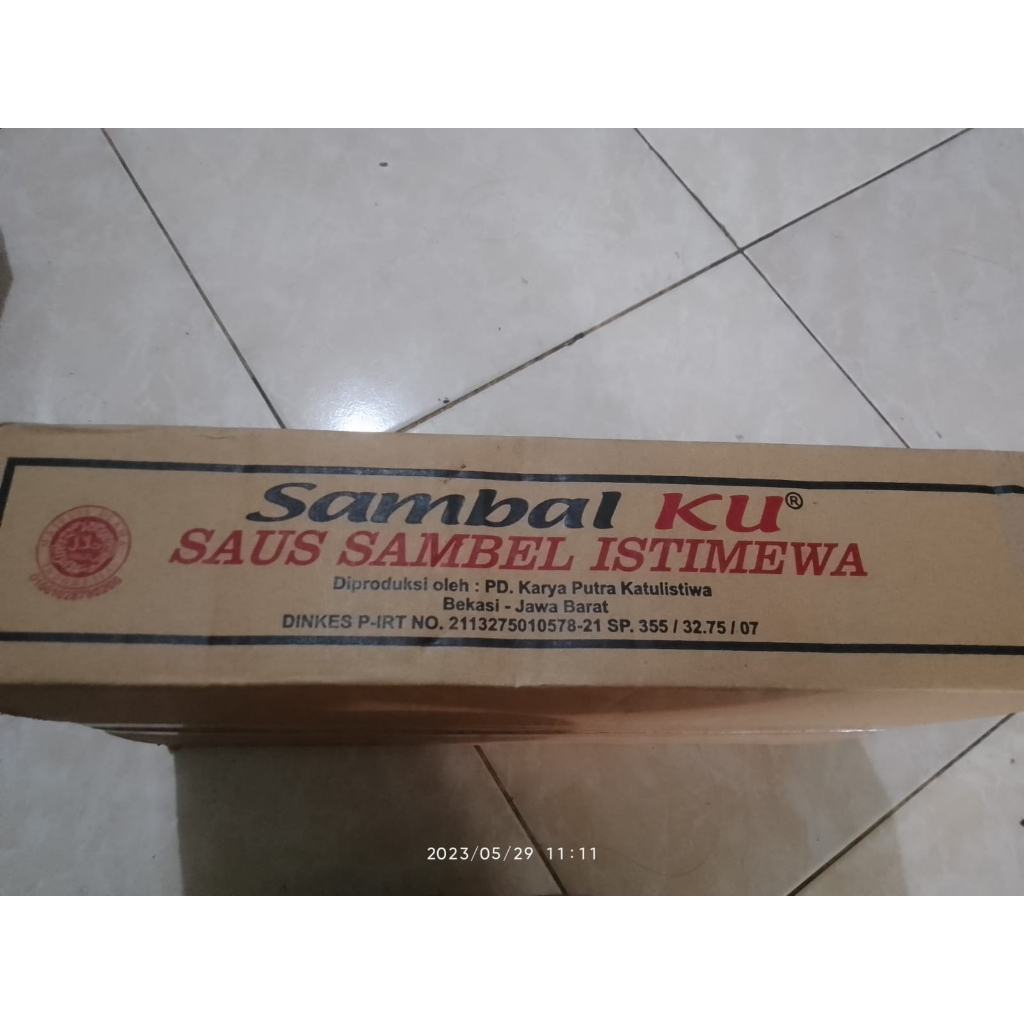 Sambal KU®
SAUS SAMBEL ISTIMEWA
Diproduksi oleh : PD. Karya Putra Katulistiwa
Bekasi - Jawa Barat
DINKES P-IRT NO. 2113275010578-21 SP. 355 / 32.75 / 07
2023/05/29 11:11